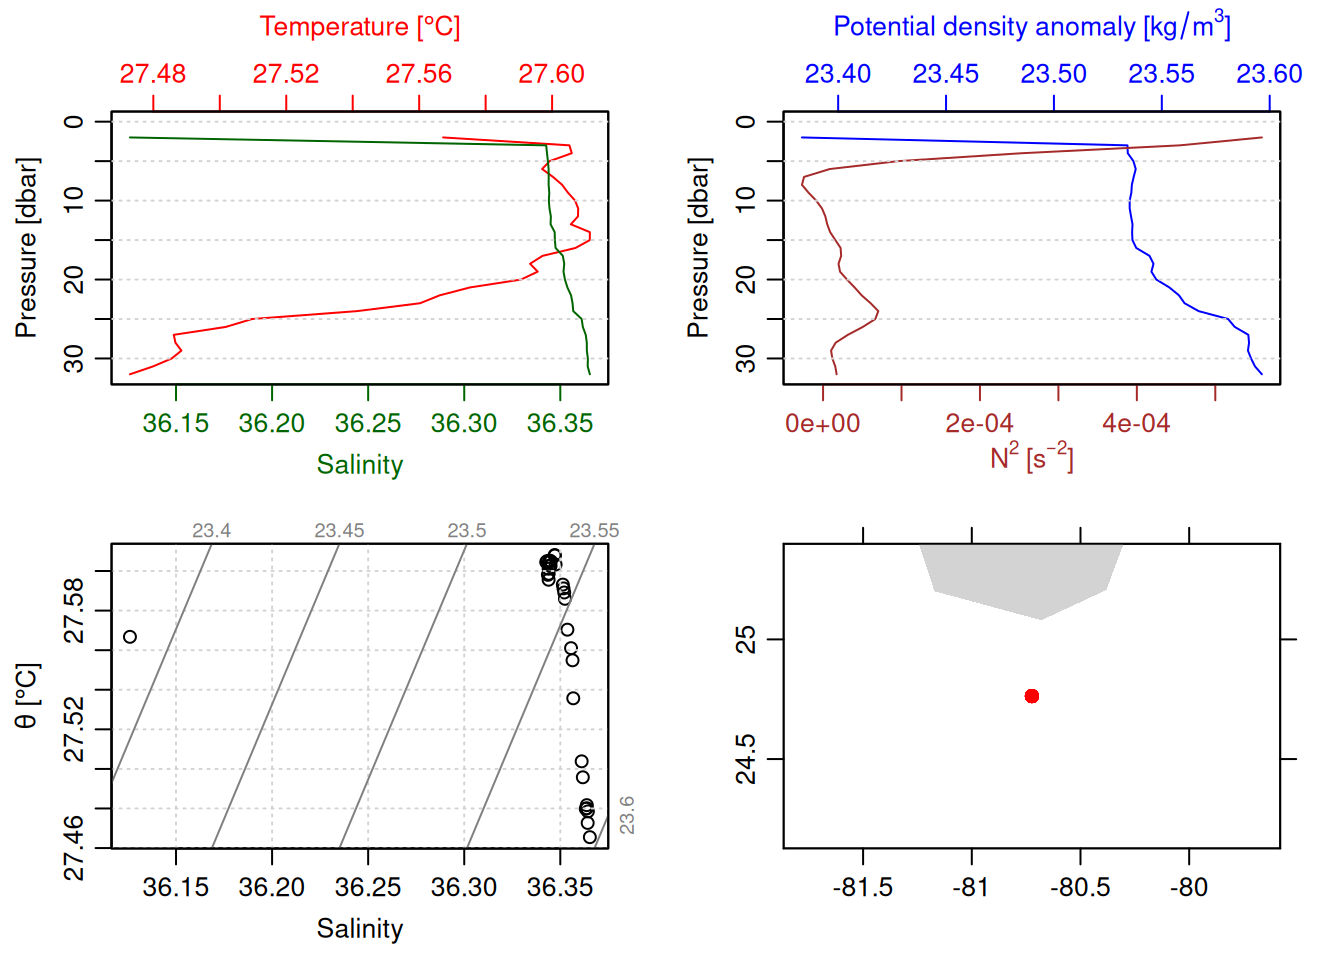 Temperature [°C]
27.48 27.52 27.56 27.60
Pressure [dbar]
0 10 20 30
36.15 36.20 36.25 36.30 36.35
Salinity
Potential density anomaly [kg/m³]
23.40 23.45 23.50 23.55 23.60
Pressure [dbar]
0 10 20 30
0e+00 2e-04 4e-04
N² [s⁻²]
23.4 23.45 23.5 23.55
23.6
θ [°C]
27.58 27.52 27.46
36.15 36.20 36.25 36.30 36.35
Salinity
25
24.5
-81.5 -81 -80.5 -80